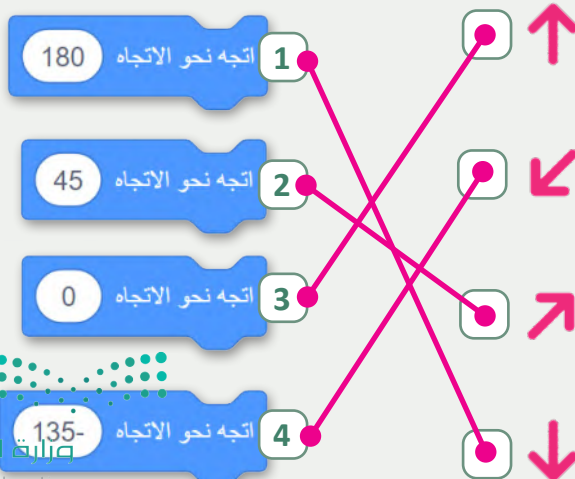 1 اتجه نحو الاتجاه 180
2 اتجه نحو الاتجاه 45
3 اتجه نحو الاتجاه 0
4 اتجه نحو الاتجاه -135
وزارة